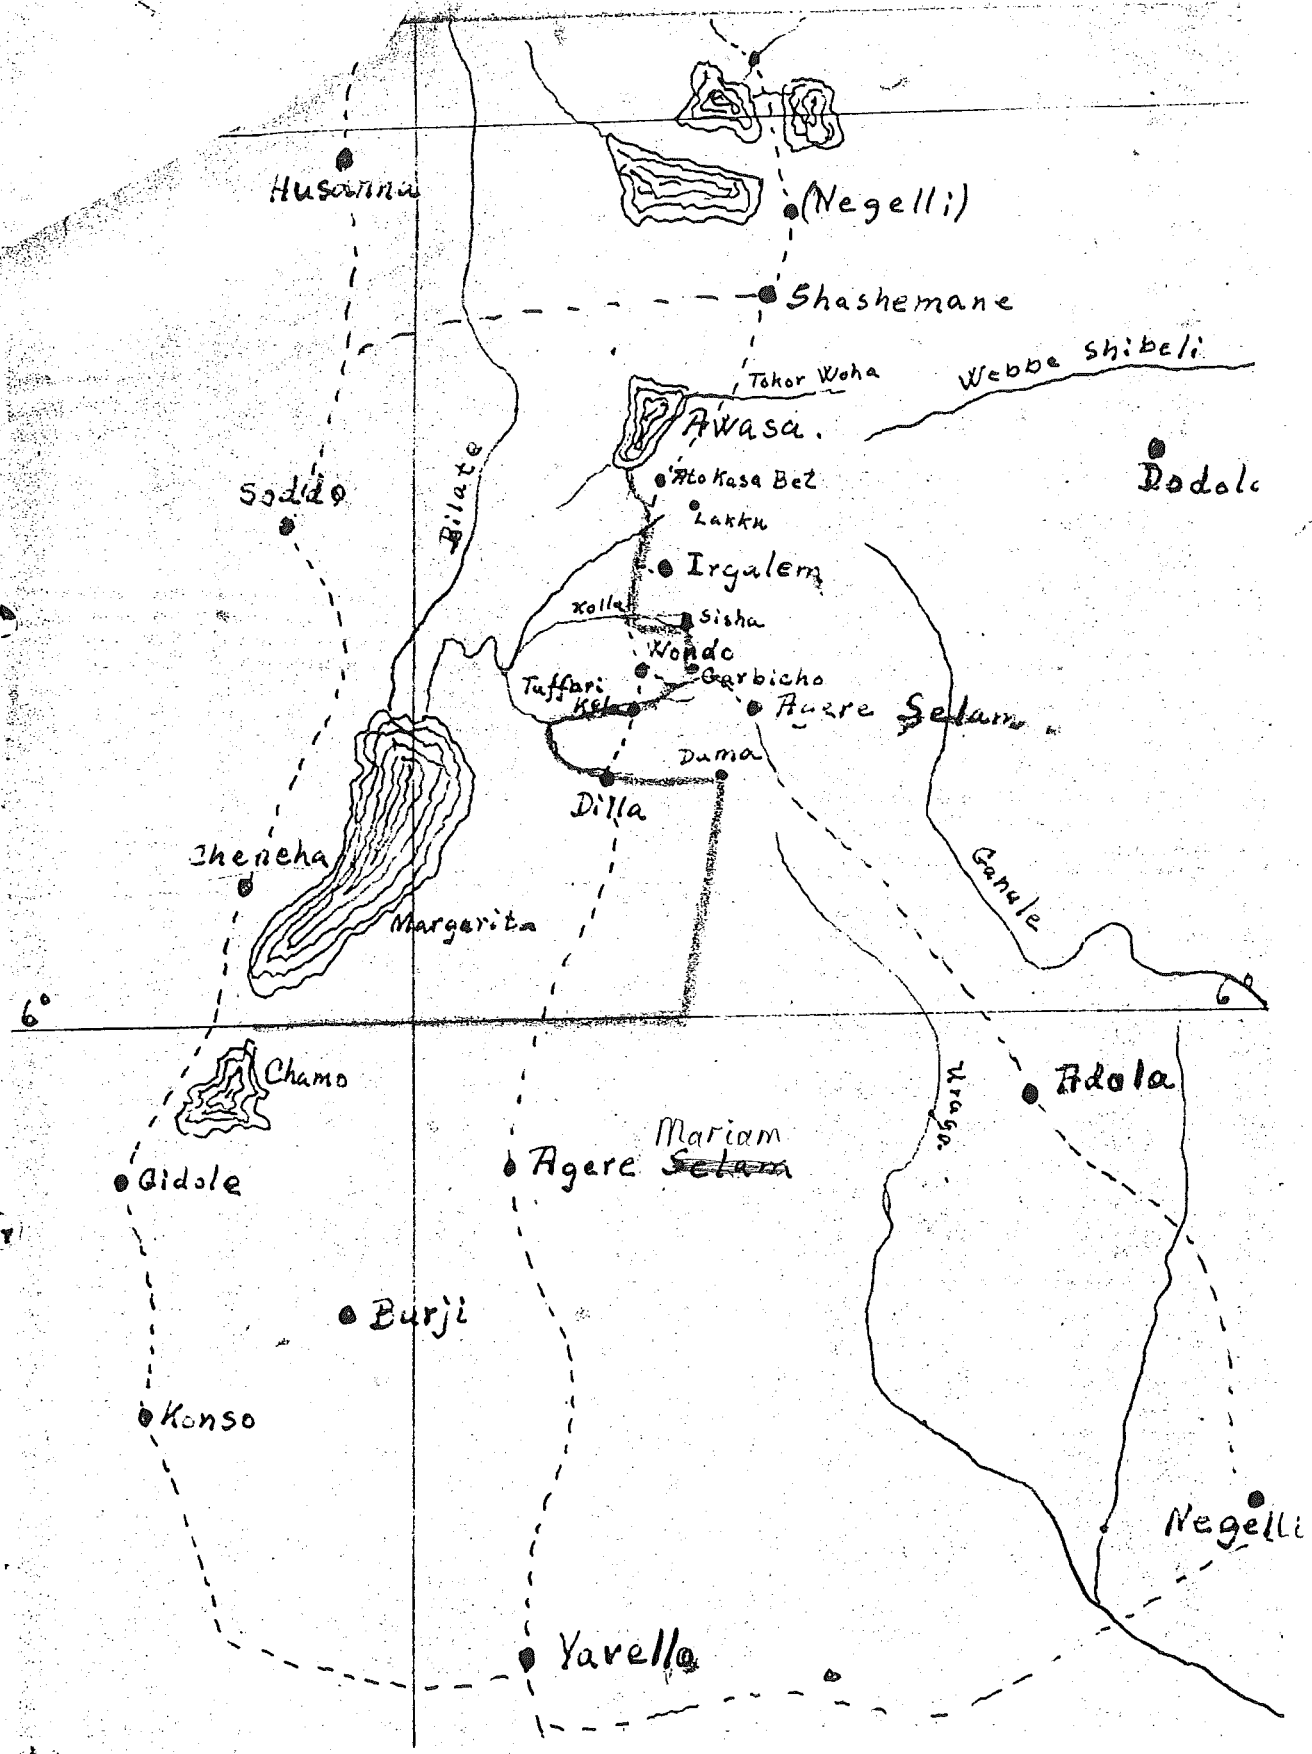 Husanna
(Negelli)
Shashemane
Tokor Woha
Webbe Shibeli
Awasa.
Soddo
Bilate
Ato Kasa Bet
Lakku
Irgalem
Kolla
Sisha
Wondo
Garbicho
Tuffari
Agere Selam
Duma
Dilla
Cheneha
Margarita
Ganale
6°
6°
Chamo
Uraga
Adola
Mariam
Agere Selam
Gidole
Burji
Konso
Negelli
Yavello